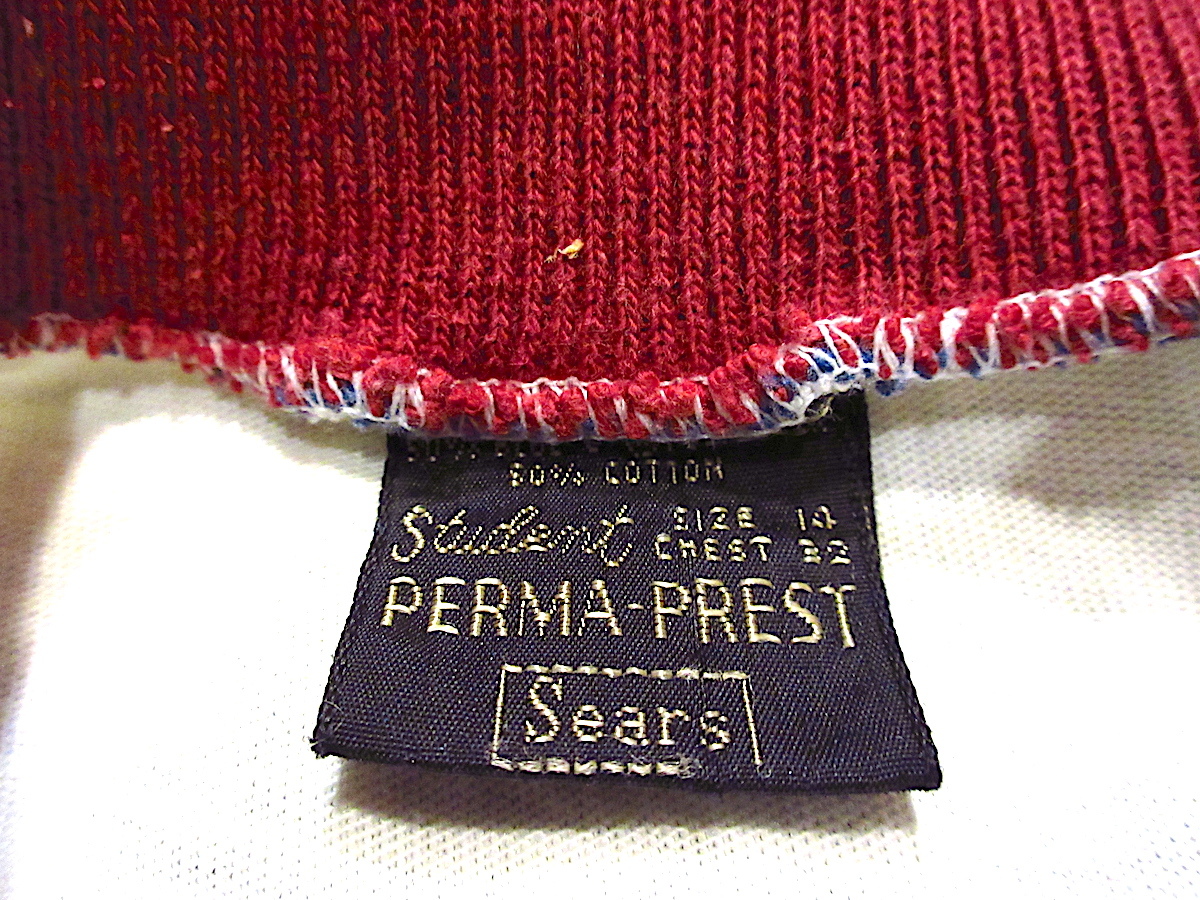 50% COTTON
Student SIZE 14
CHEST 32
PERMA-PREST
Sears